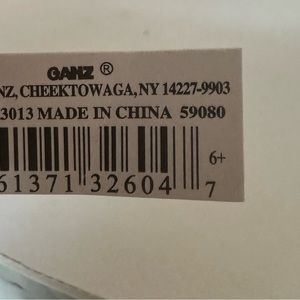 GANZ ®
NZ, CHEEKTOWAGA, NY 14227-9903
3013 MADE IN CHINA 59080
6+
61371 32604 7